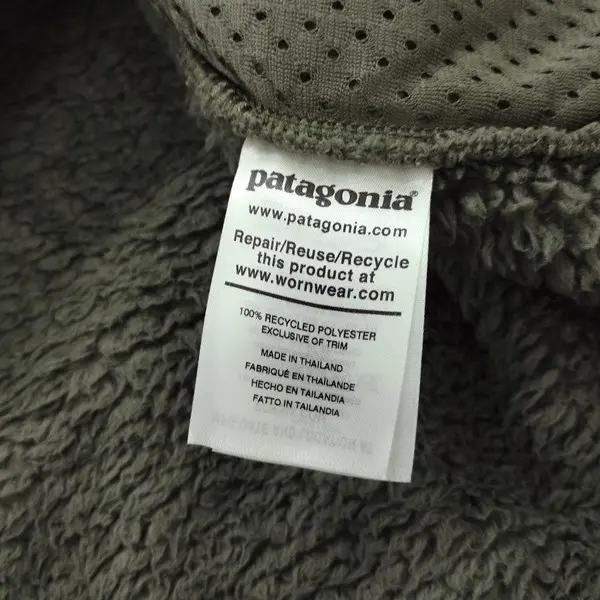 patagonia®
www.patagonia.com
Repair/Reuse/Recycle
this product at
www.wornwear.com
100% RECYCLED POLYESTER
EXCLUSIVE OF TRIM
MADE IN THAILAND
FABRIQUÉ EN THAÏLANDE
HECHO EN TAILANDIA
FATTO IN TAILANDIA